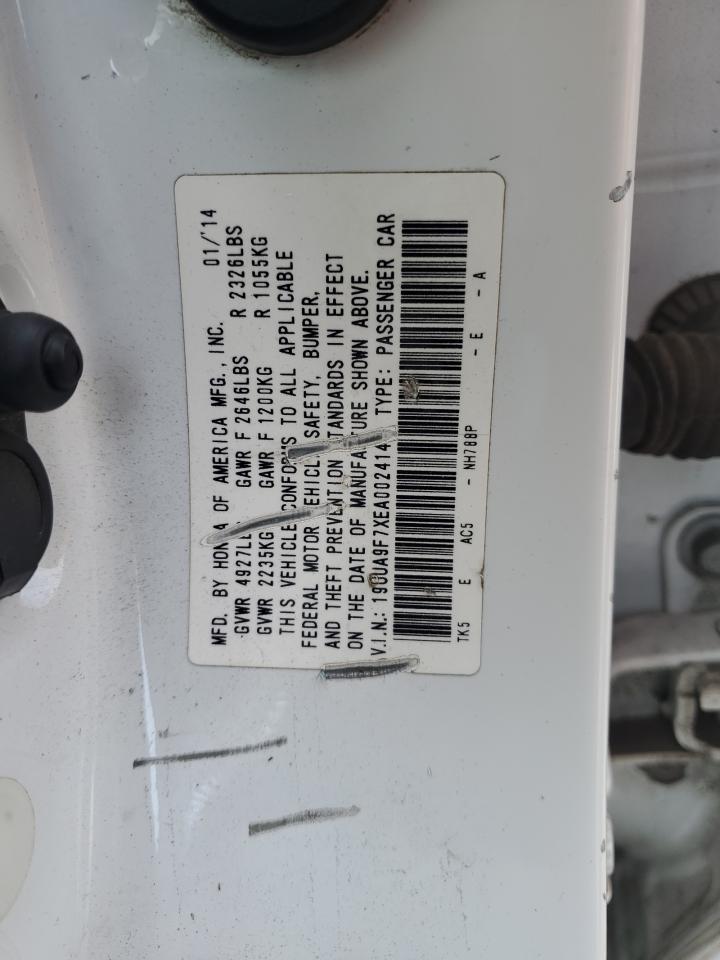 MFD. BY HONDA OF AMERICA MFG., INC. 01/'14
GVWR 4927LBS GAWR F 2646LBS R 2326LBS
GVWR 2235KG GAWR F 1200KG R 1055KG
THIS VEHICLE CONFORMS TO ALL APPLICABLE
FEDERAL MOTOR VEHICLE SAFETY, BUMPER,
AND THEFT PREVENTION STANDARDS IN EFFECT
ON THE DATE OF MANUFACTURE SHOWN ABOVE.
V.I.N.: 19UUA9F7XEA002414 TYPE: PASSENGER CAR
TK5 E AC5 - NH788P - E - A